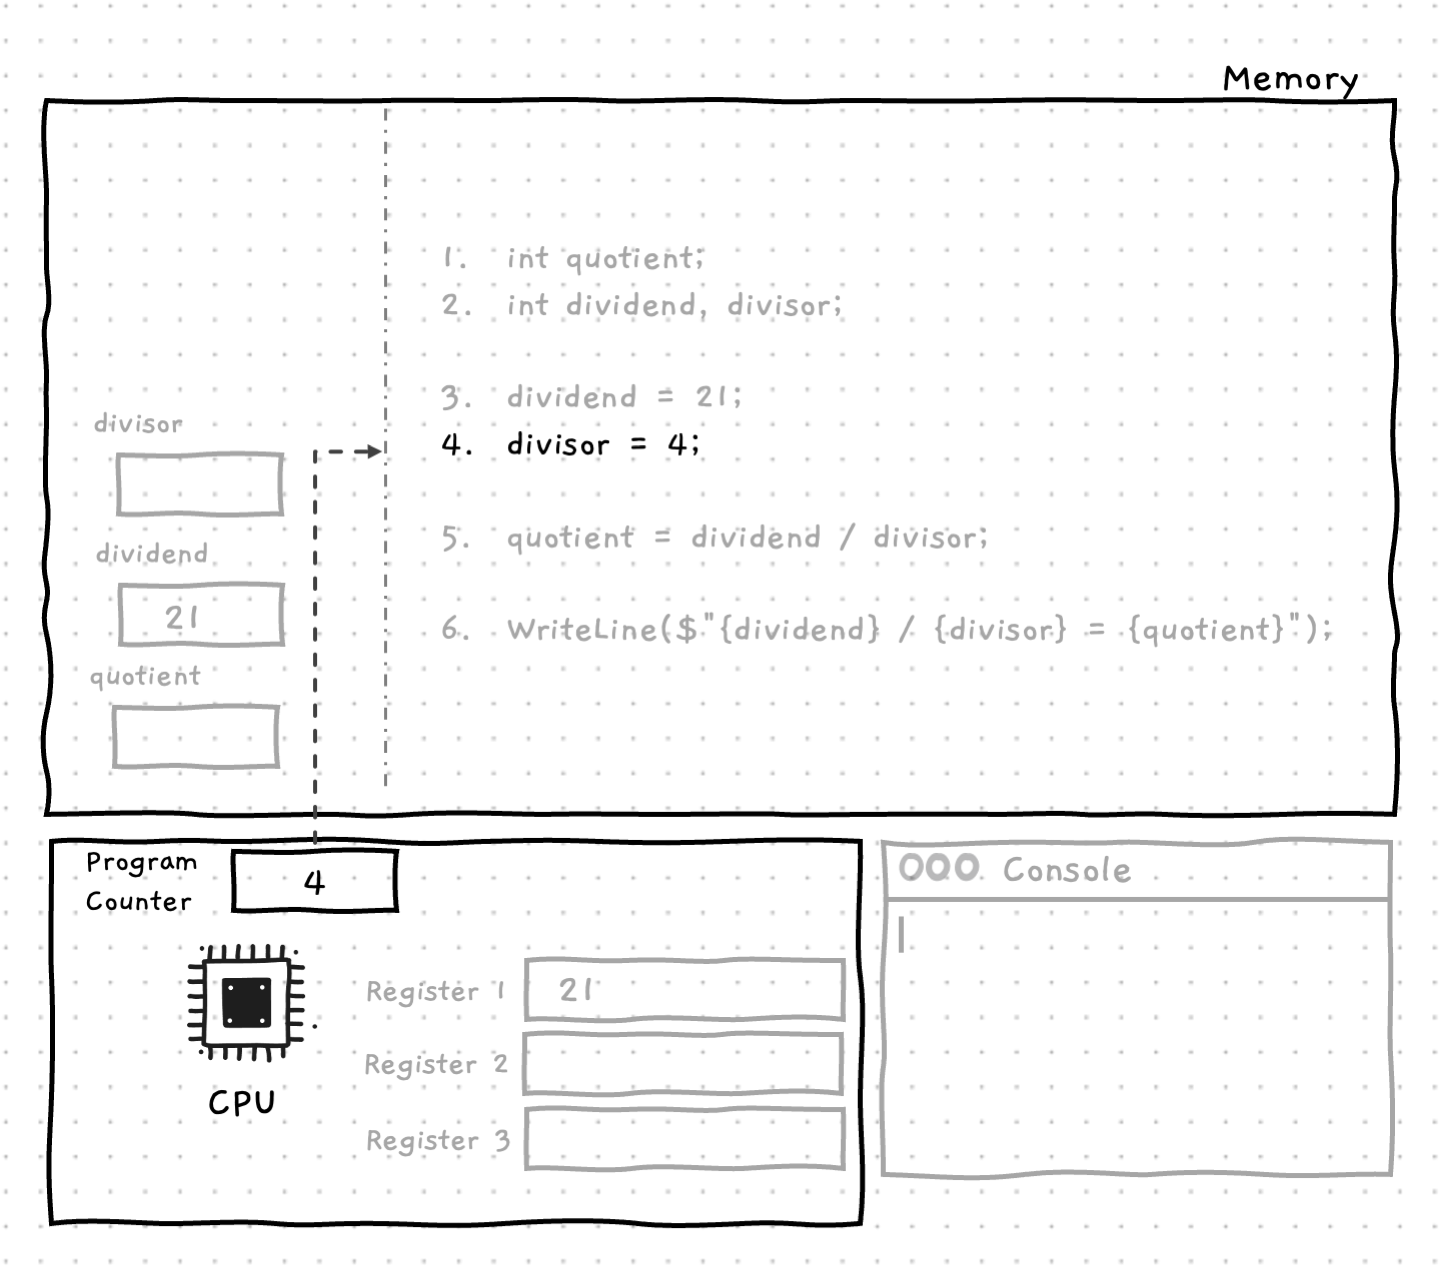 Memory
1. int quotient;
2. int dividend, divisor;
3. dividend = 21;
4. divisor = 4;
5. quotient = dividend / divisor;
6. WriteLine($"{dividend} / {divisor} = {quotient}");
divisor
dividend
21
quotient
Program
Counter
4
CPU
Register 1
21
Register 2
Register 3
Console